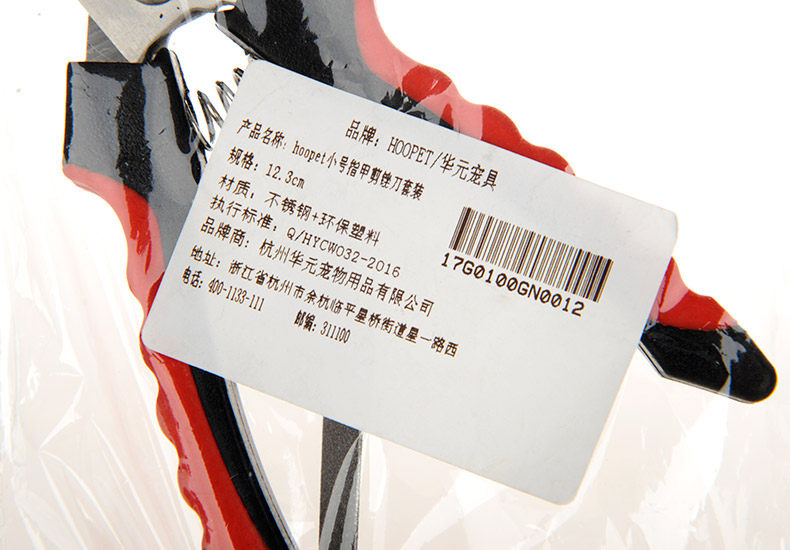 品牌：HOOPET/华元宠具
产品名称：hoopet小号指甲剪锉刀套装
规格：12.3cm
材质：不锈钢+环保塑料
执行标准：Q/HYCW032-2016
品牌商：杭州华元宠物用品有限公司
地址：浙江省杭州市余杭临平星桥街道星一路西
电话：400-1133-111 邮编：311100
17G0100GN0012